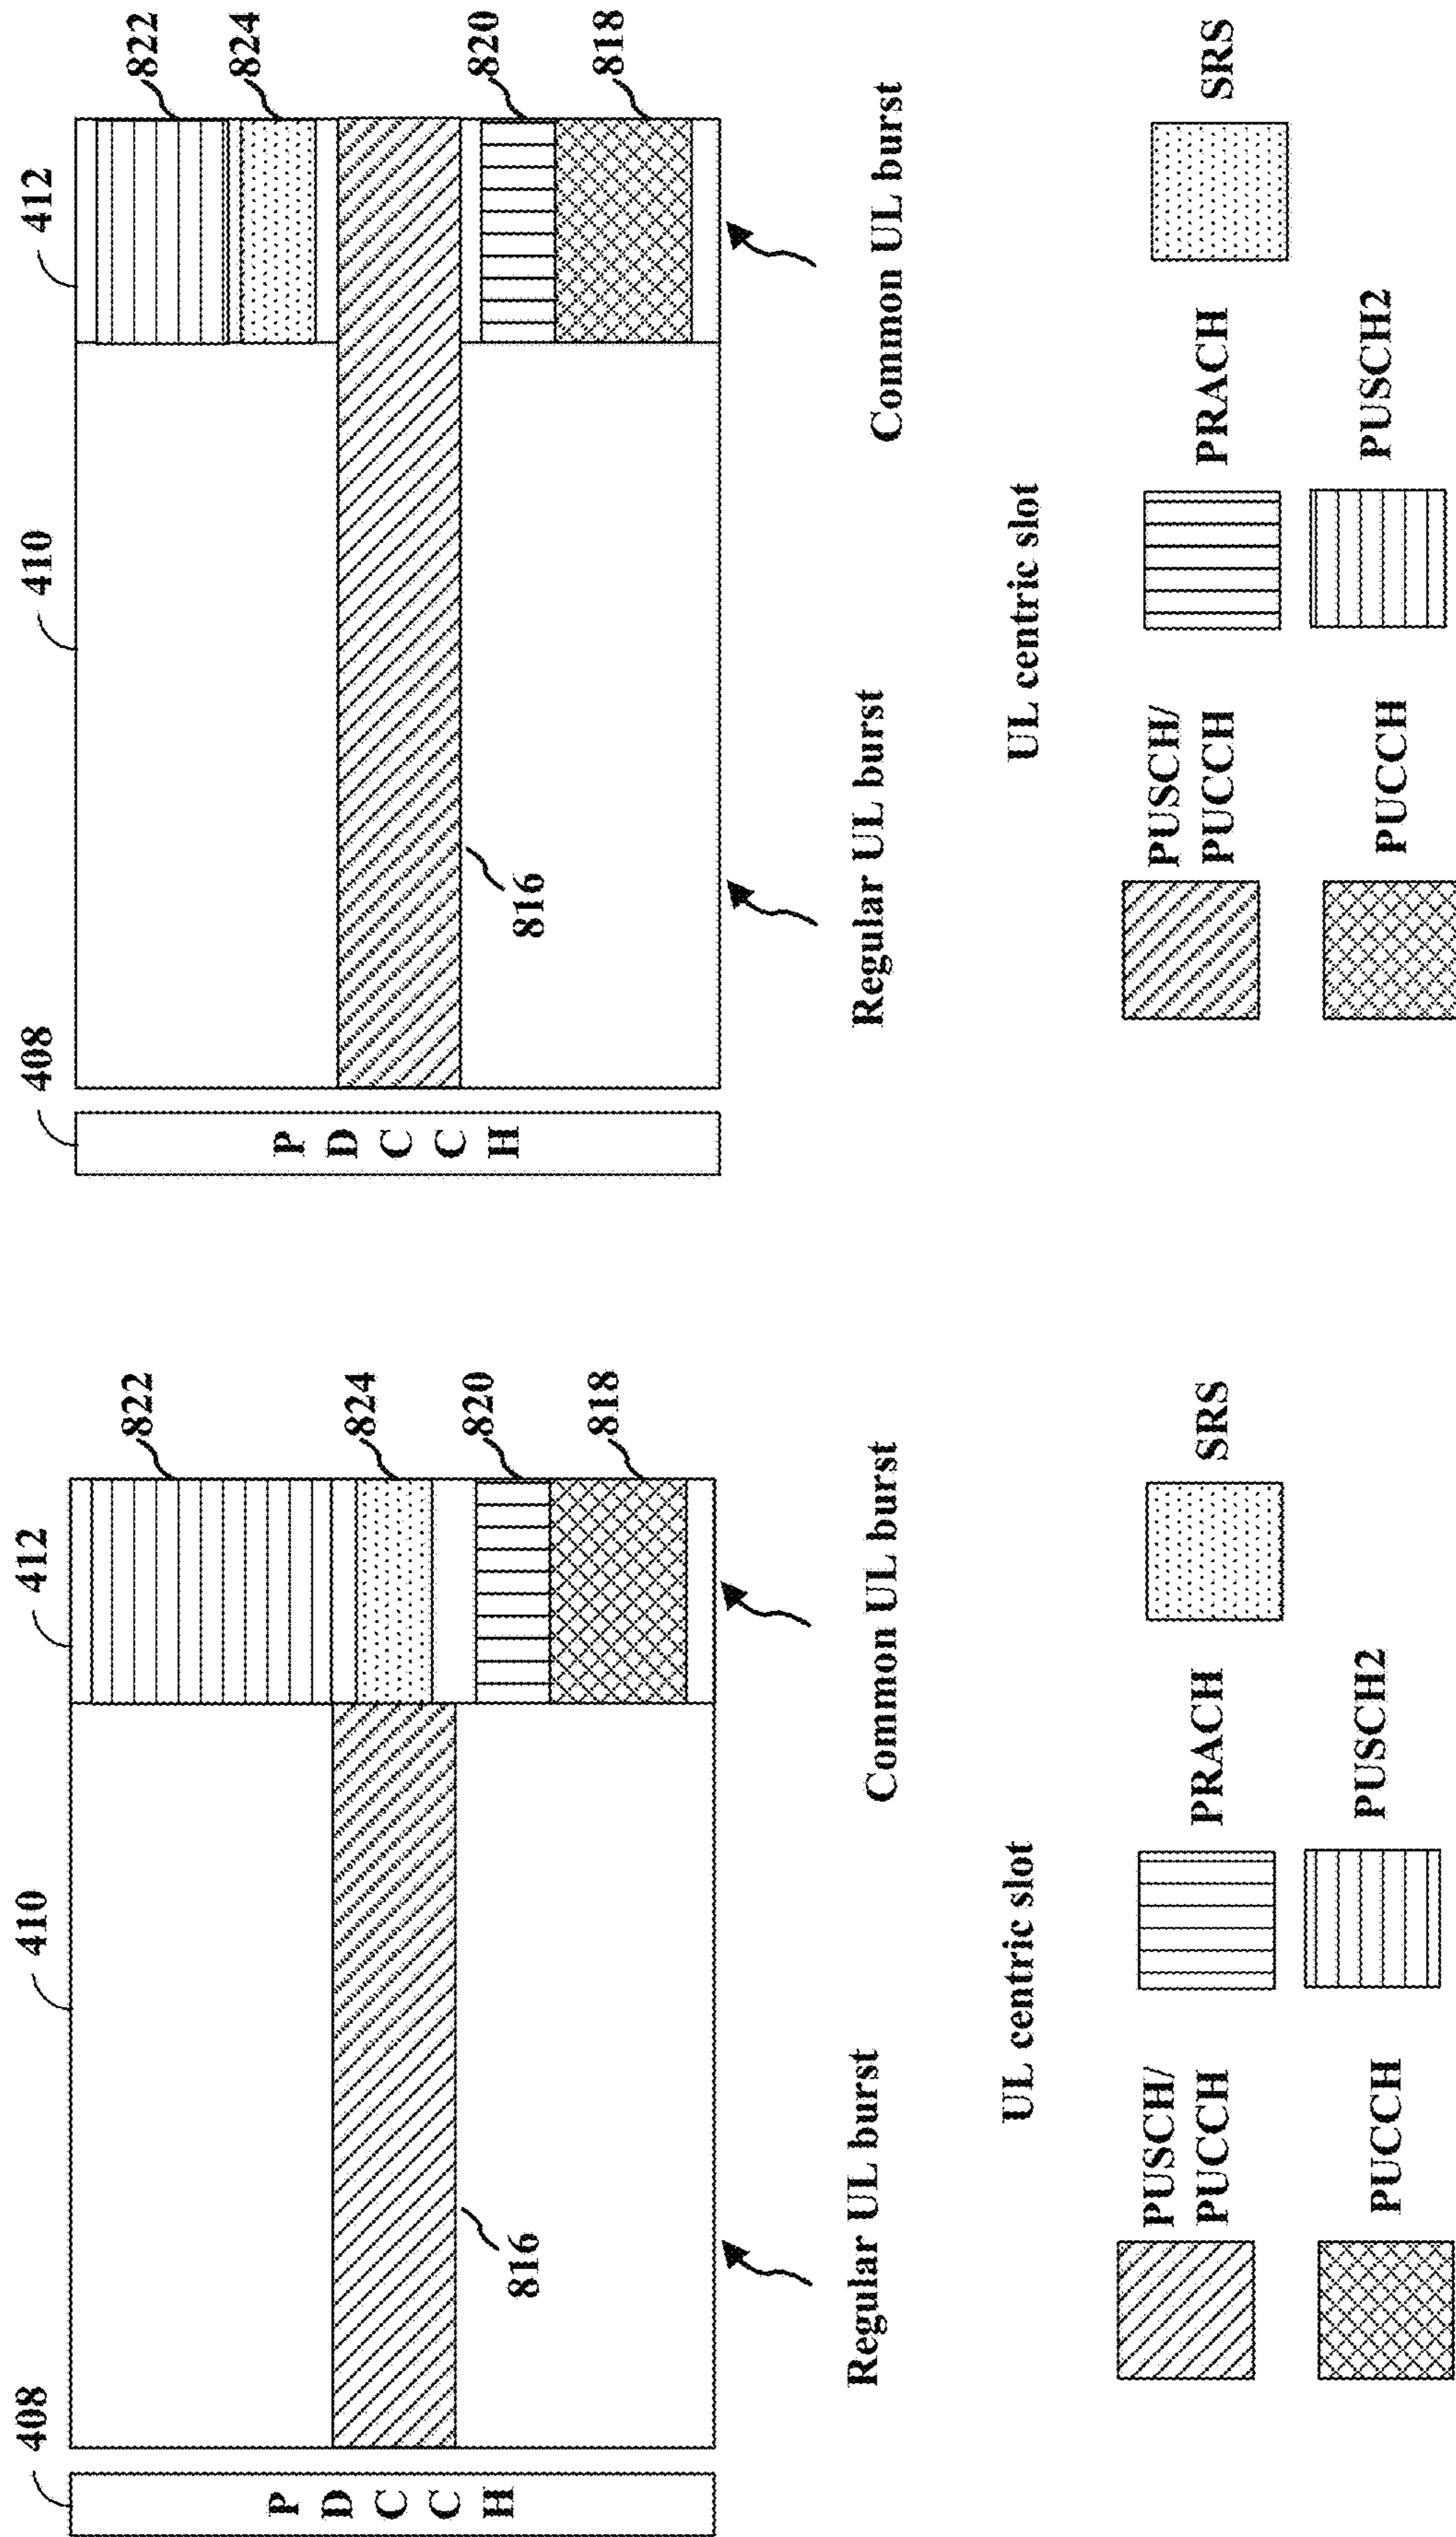 408
410
412
822
824
820
818
P
D
C
C
H
816
Regular UL burst
Common UL burst
UL centric slot
PUSCH/
PUCCH
PRACH
SRS
PUCCH
PUSCH2
408
410
412
822
824
820
818
P
D
C
C
H
816
Regular UL burst
Common UL burst
UL centric slot
PUSCH/
PUCCH
PRACH
SRS
PUCCH
PUSCH2